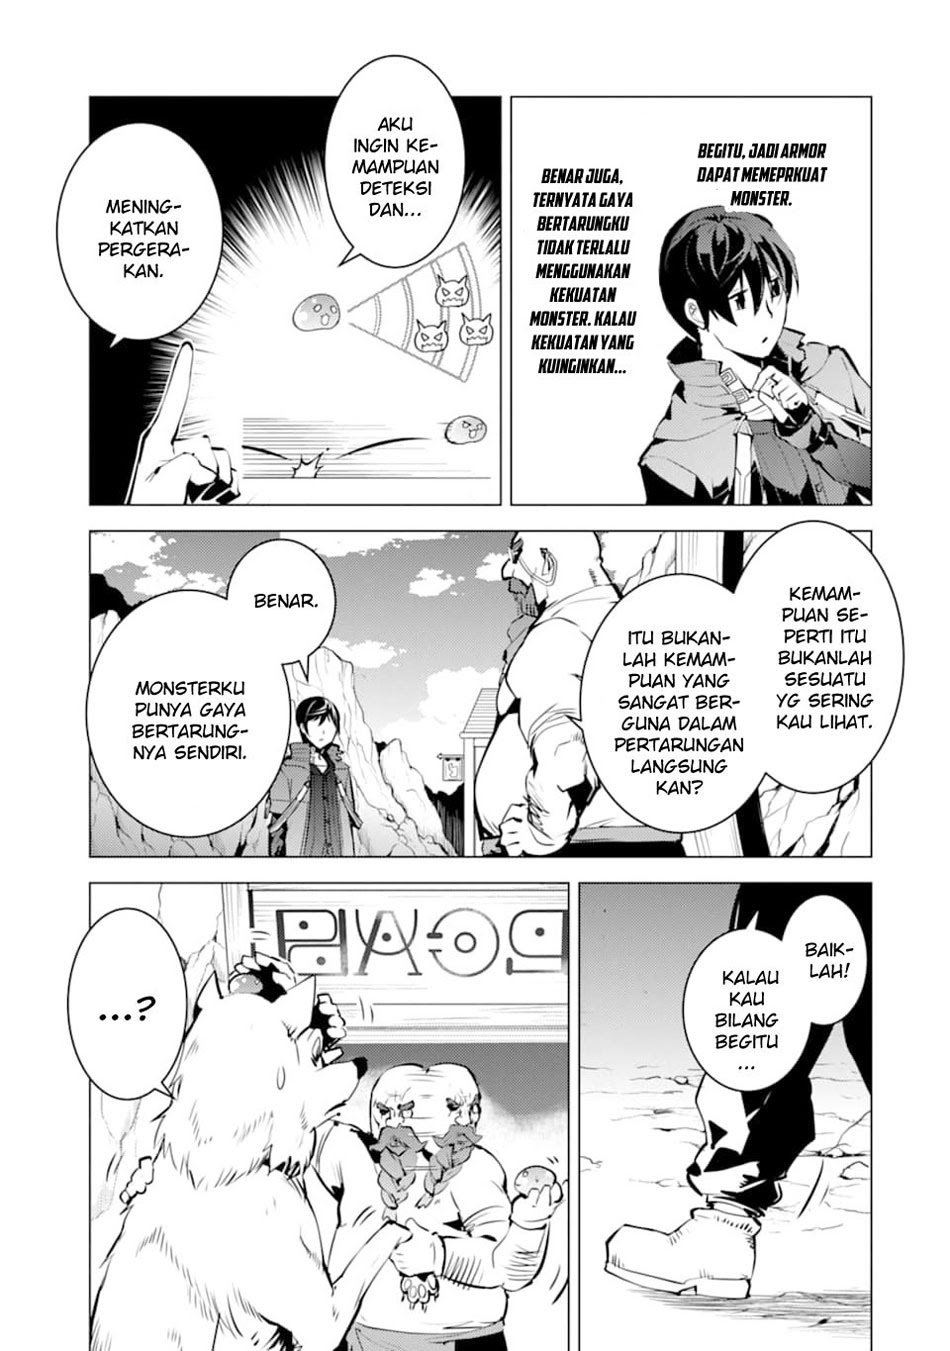 BEGITU, JADI ARMOR
DAPAT MEMEPRKUAT
MONSTER.
BENAR JUGA,
TERNYATA GAYA
BERTARUNGKU
TIDAK TERLALU
MENGGUNAKAN
KEKUATAN
MONSTER. KALAU
KEKUATAN YANG
KUINGINKAN...
AKU
INGIN KE-
MAMPUAN
DETEKSI
DAN...
MENING-
KATKAN
PERGERA-
KAN.
KEMAM-
PUAN SE-
PERTI ITU
BUKANLAH
SESUATU
YG SERING
KAU LIHAT.
ITU BUKAN-
LAH KEMAM-
PUAN YANG
SANGAT BER-
GUNA DALAM
PERTARUNGAN
LANGSUNG
KAN?
BENAR.
MONSTERKU
PUNYA GAYA
BERTARUNG-
NYA SENDIRI.
BAIK-
LAH!
KALAU
KAU
BILANG
BEGITU
...
...?